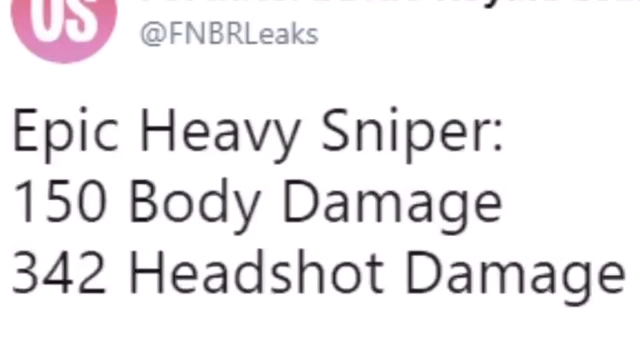 US
@FNBRLeaks
Epic Heavy Sniper:
150 Body Damage
342 Headshot Damage